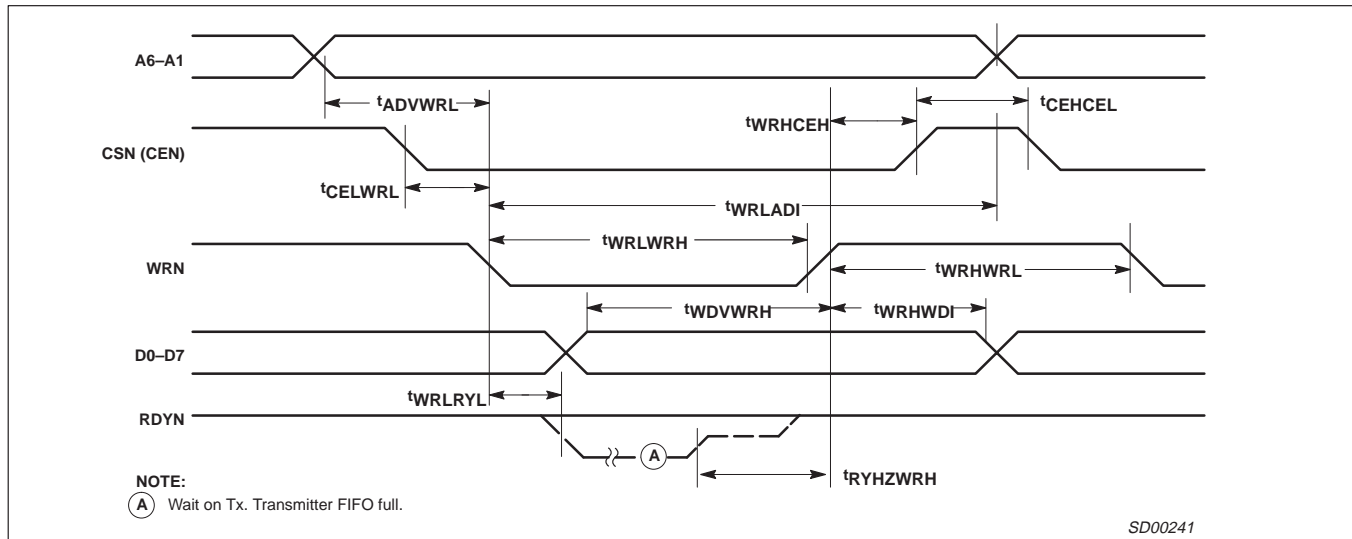 A6–A1
tADVWRL
tCEHCEL
tWRHCEH
CSN (CEN)
tCELWRL
tWRLADI
tWRLWRH
WRN
tWRHWRL
tWDVWRH
tWRHWDI
D0–D7
tWRLRYL
RDYN
A
tRYHZWRH
NOTE:
A Wait on Tx. Transmitter FIFO full.
SD00241